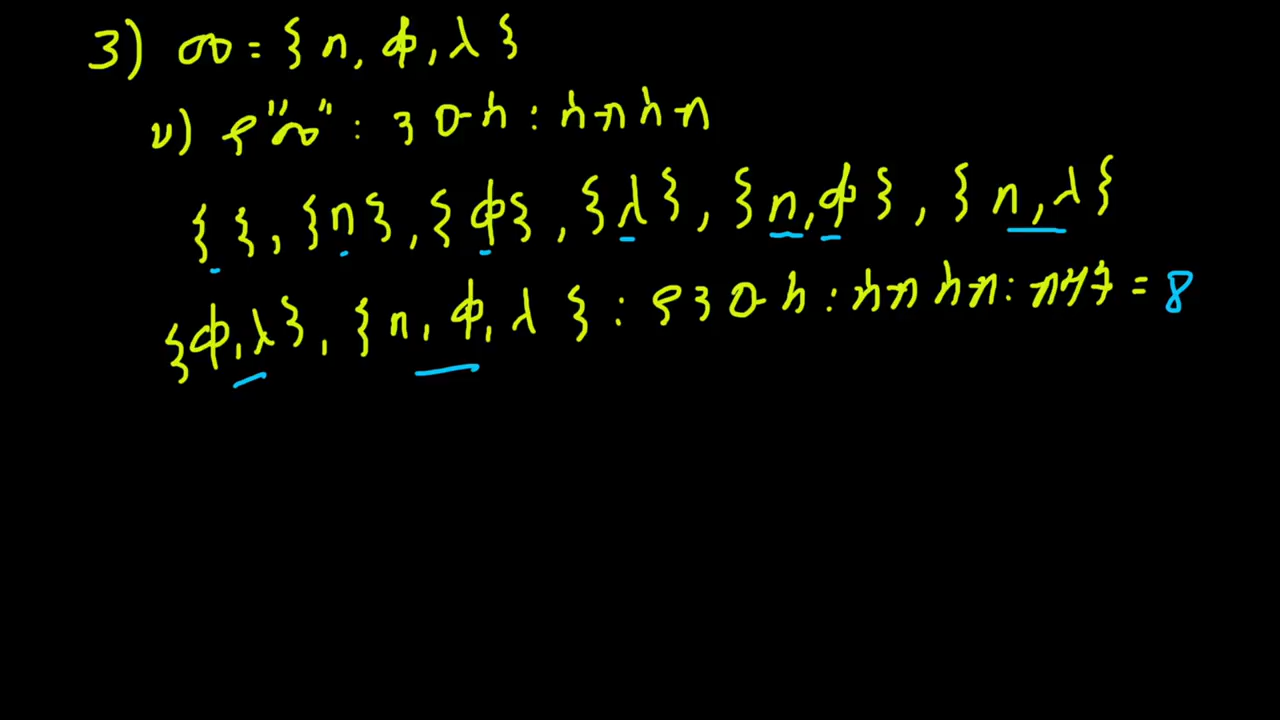 3) መ = { በ, ቀ, ለ }
ሀ) የ"መ" : ንዑስ : ስብስብ
{ }, {በ}, {ቀ}, {ለ}, {በ,ቀ}, {በ,ለ}
{ቀ,ለ}, {በ, ቀ, ለ } : የንዑስ : ስብስብ : ብዛት = 8